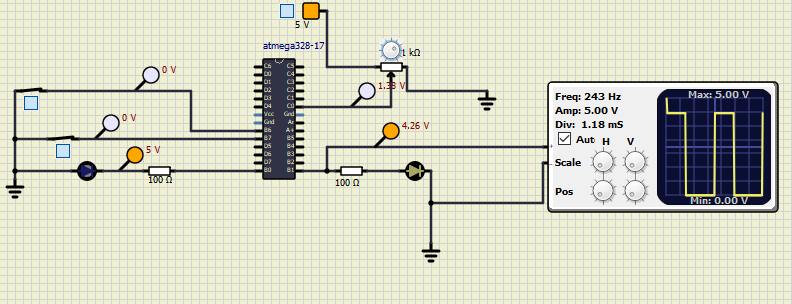 5 V
atmega328-17
1 kΩ
0 V
1.38 V
0 V
4.26 V
5 V
100 Ω
100 Ω
C6
D0
D1
D2
D3
D4
Vcc
Gnd
B6
B7
D5
D6
D7
B0
C5
C4
C3
C2
C1
C0
Gnd
Ar
A+
B5
B4
B3
B2
B1
Freq: 243 Hz
Amp: 5.00 V
Div: 1.18 mS
Auto H V
Scale
Pos
Max: 5.00 V
Min: 0.00 V